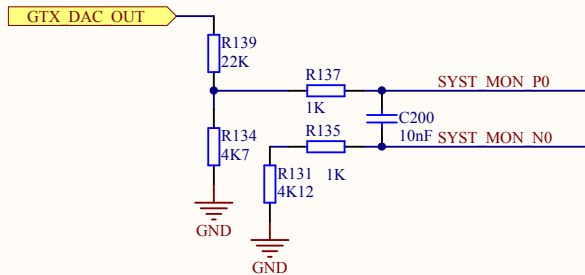 GTX_DAC_OUT
R139
22K
R137
1K
SYST_MON_P0
C200
10nF
R134
4K7
R135
1K
SYST_MON_N0
R131
4K12
GND
GND